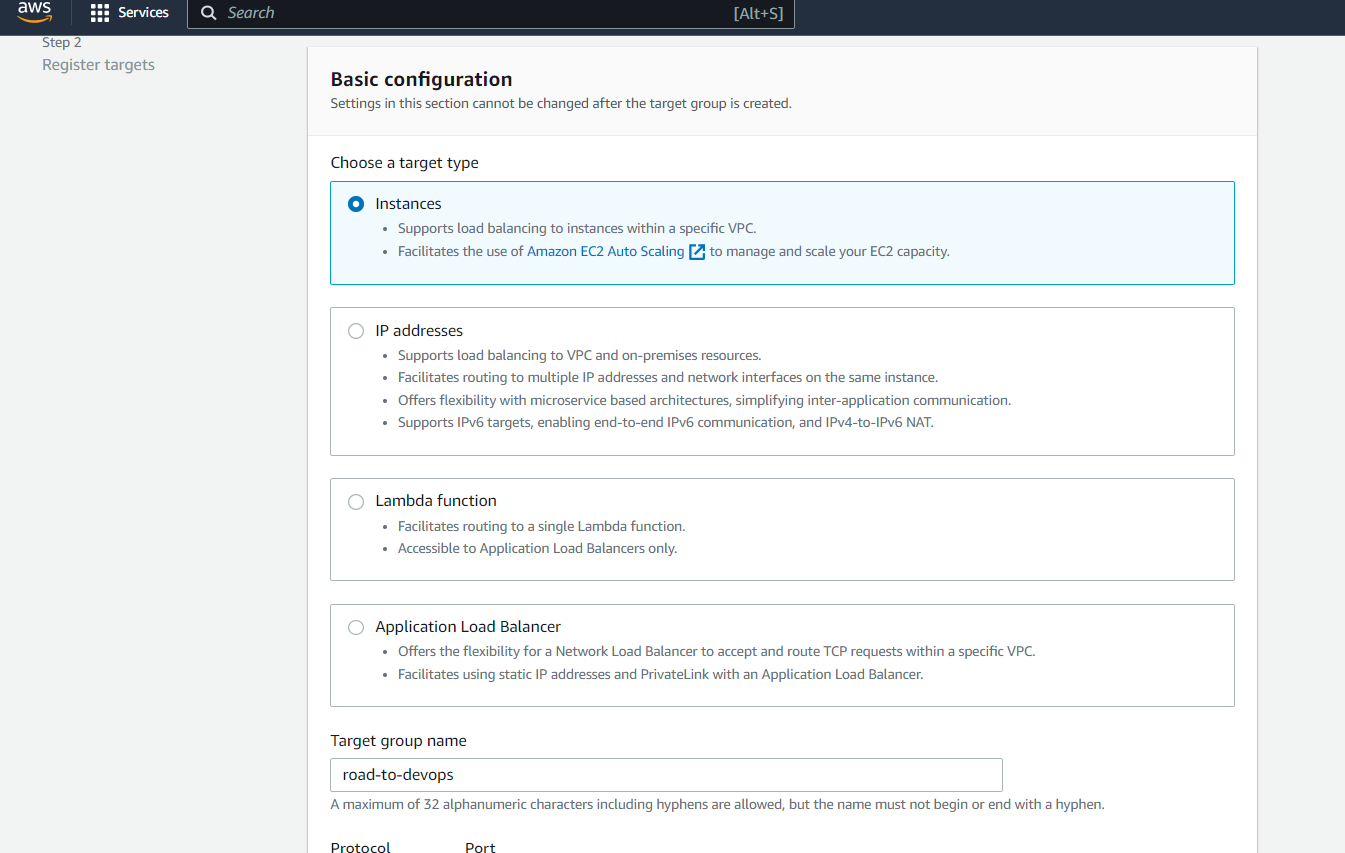 aws
Services
Search
[Alt+S]
Step 2
Register targets
Basic configuration
Settings in this section cannot be changed after the target group is created.
Choose a target type
Instances
• Supports load balancing to instances within a specific VPC.
• Facilitates the use of Amazon EC2 Auto Scaling to manage and scale your EC2 capacity.
IP addresses
• Supports load balancing to VPC and on-premises resources.
• Facilitates routing to multiple IP addresses and network interfaces on the same instance.
• Offers flexibility with microservice based architectures, simplifying inter-application communication.
• Supports IPv6 targets, enabling end-to-end IPv6 communication, and IPv4-to-IPv6 NAT.
Lambda function
• Facilitates routing to a single Lambda function.
• Accessible to Application Load Balancers only.
Application Load Balancer
• Offers the flexibility for a Network Load Balancer to accept and route TCP requests within a specific VPC.
• Facilitates using static IP addresses and PrivateLink with an Application Load Balancer.
Target group name
road-to-devops
A maximum of 32 alphanumeric characters including hyphens are allowed, but the name must not begin or end with a hyphen.
Protocol Port